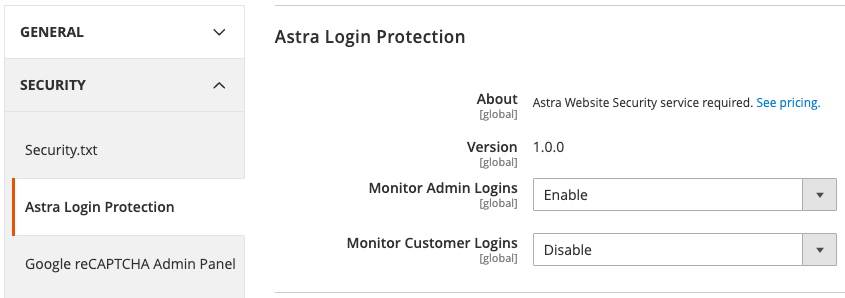 GENERAL
SECURITY
Security.txt
Astra Login Protection
Google reCAPTCHA Admin Panel
Astra Login Protection
About
[global]
Astra Website Security service required. See pricing.
Version
[global]
1.0.0
Monitor Admin Logins
[global]
Enable
Monitor Customer Logins
[global]
Disable